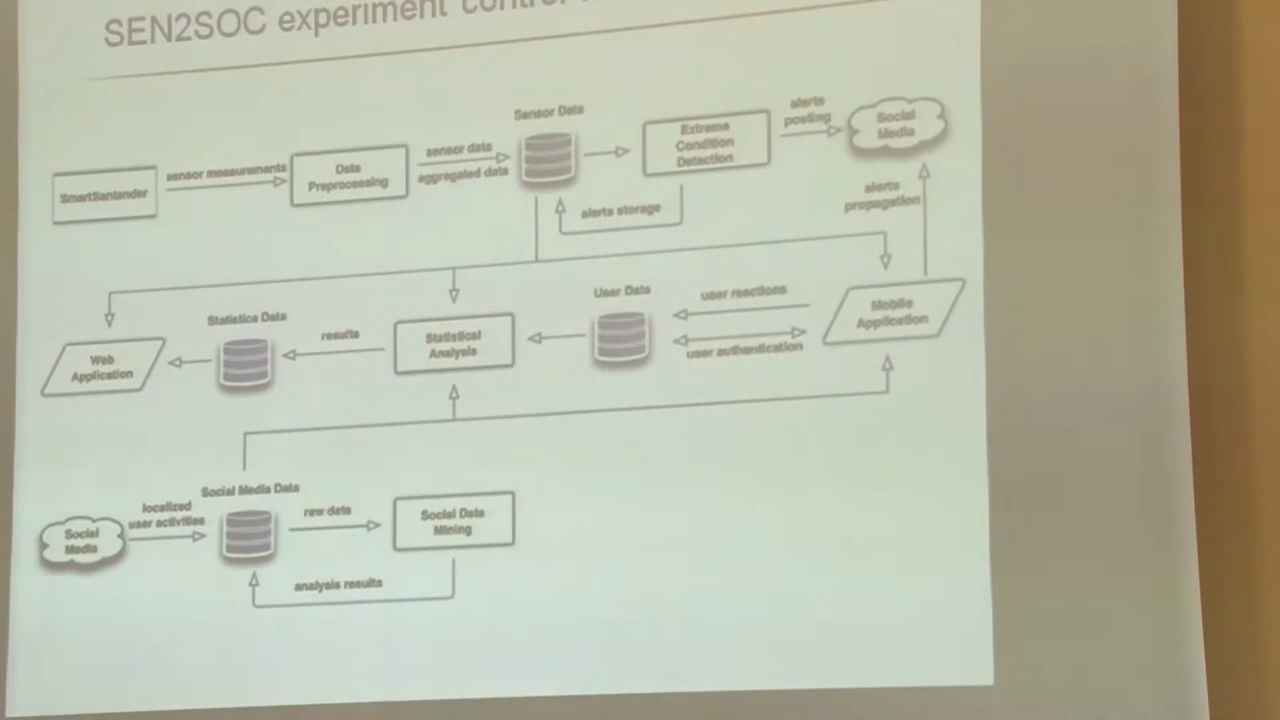 SEN2SOC experiment
Sensor Data
alerts
posting
Social
Media
Extreme
Condition
Detection
sensor data
aggregated data
sensor measurements
Data
Preprocessing
SmartSantander
alerts storage
alerts
propagation
User Data
user reactions
user authentication
Mobile
Application
Statistics Data
results
Statistical
Analysis
Web
Application
Social Media Data
localized
user activities
raw data
Social Data
Mining
Social
Media
analysis results